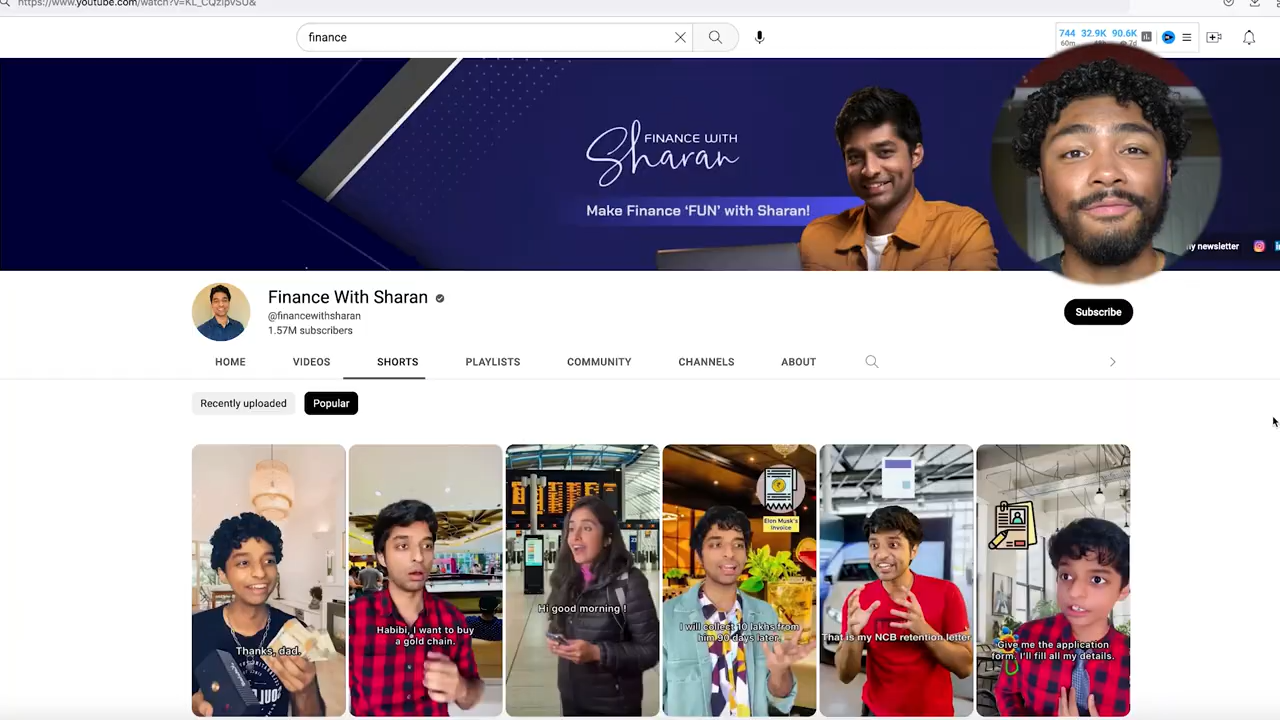 https://www.youtube.com/watch?v=KL_CQzipvSU&
finance
744 32.9K 90.6K
60m 7d
FINANCE WITH
Sharan
Make Finance ‘FUN’ with Sharan!
my newsletter
Finance With Sharan
@financewithsharan
1.57M subscribers
Subscribe
HOME VIDEOS SHORTS PLAYLISTS COMMUNITY CHANNELS ABOUT
Recently uploaded Popular
Elon Musk's
Invoice
Thanks, dad.
Habibi, I want to buy
a gold chain.
Hi good morning !
I will collect 10 lakhs from
him 90 days later.
That is my NCB retention letter
Give me the application
form. I'll fill all my details.